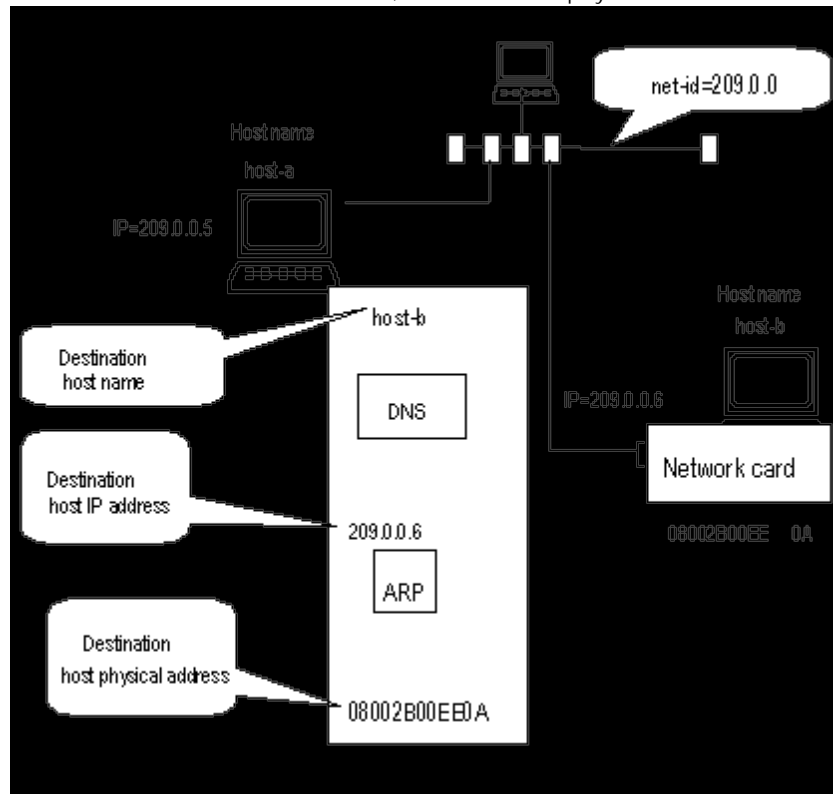 net-id=209.0.0
Host name
host-a
IP=209.0.0.5
host-b
Destination
host name
DNS
Host name
host-b
IP=209.0.0.6
Network card
08002B00EE 0A
Destination
host IP address
209.0.0.6
ARP
Destination
host physical address
08002B00EE0A